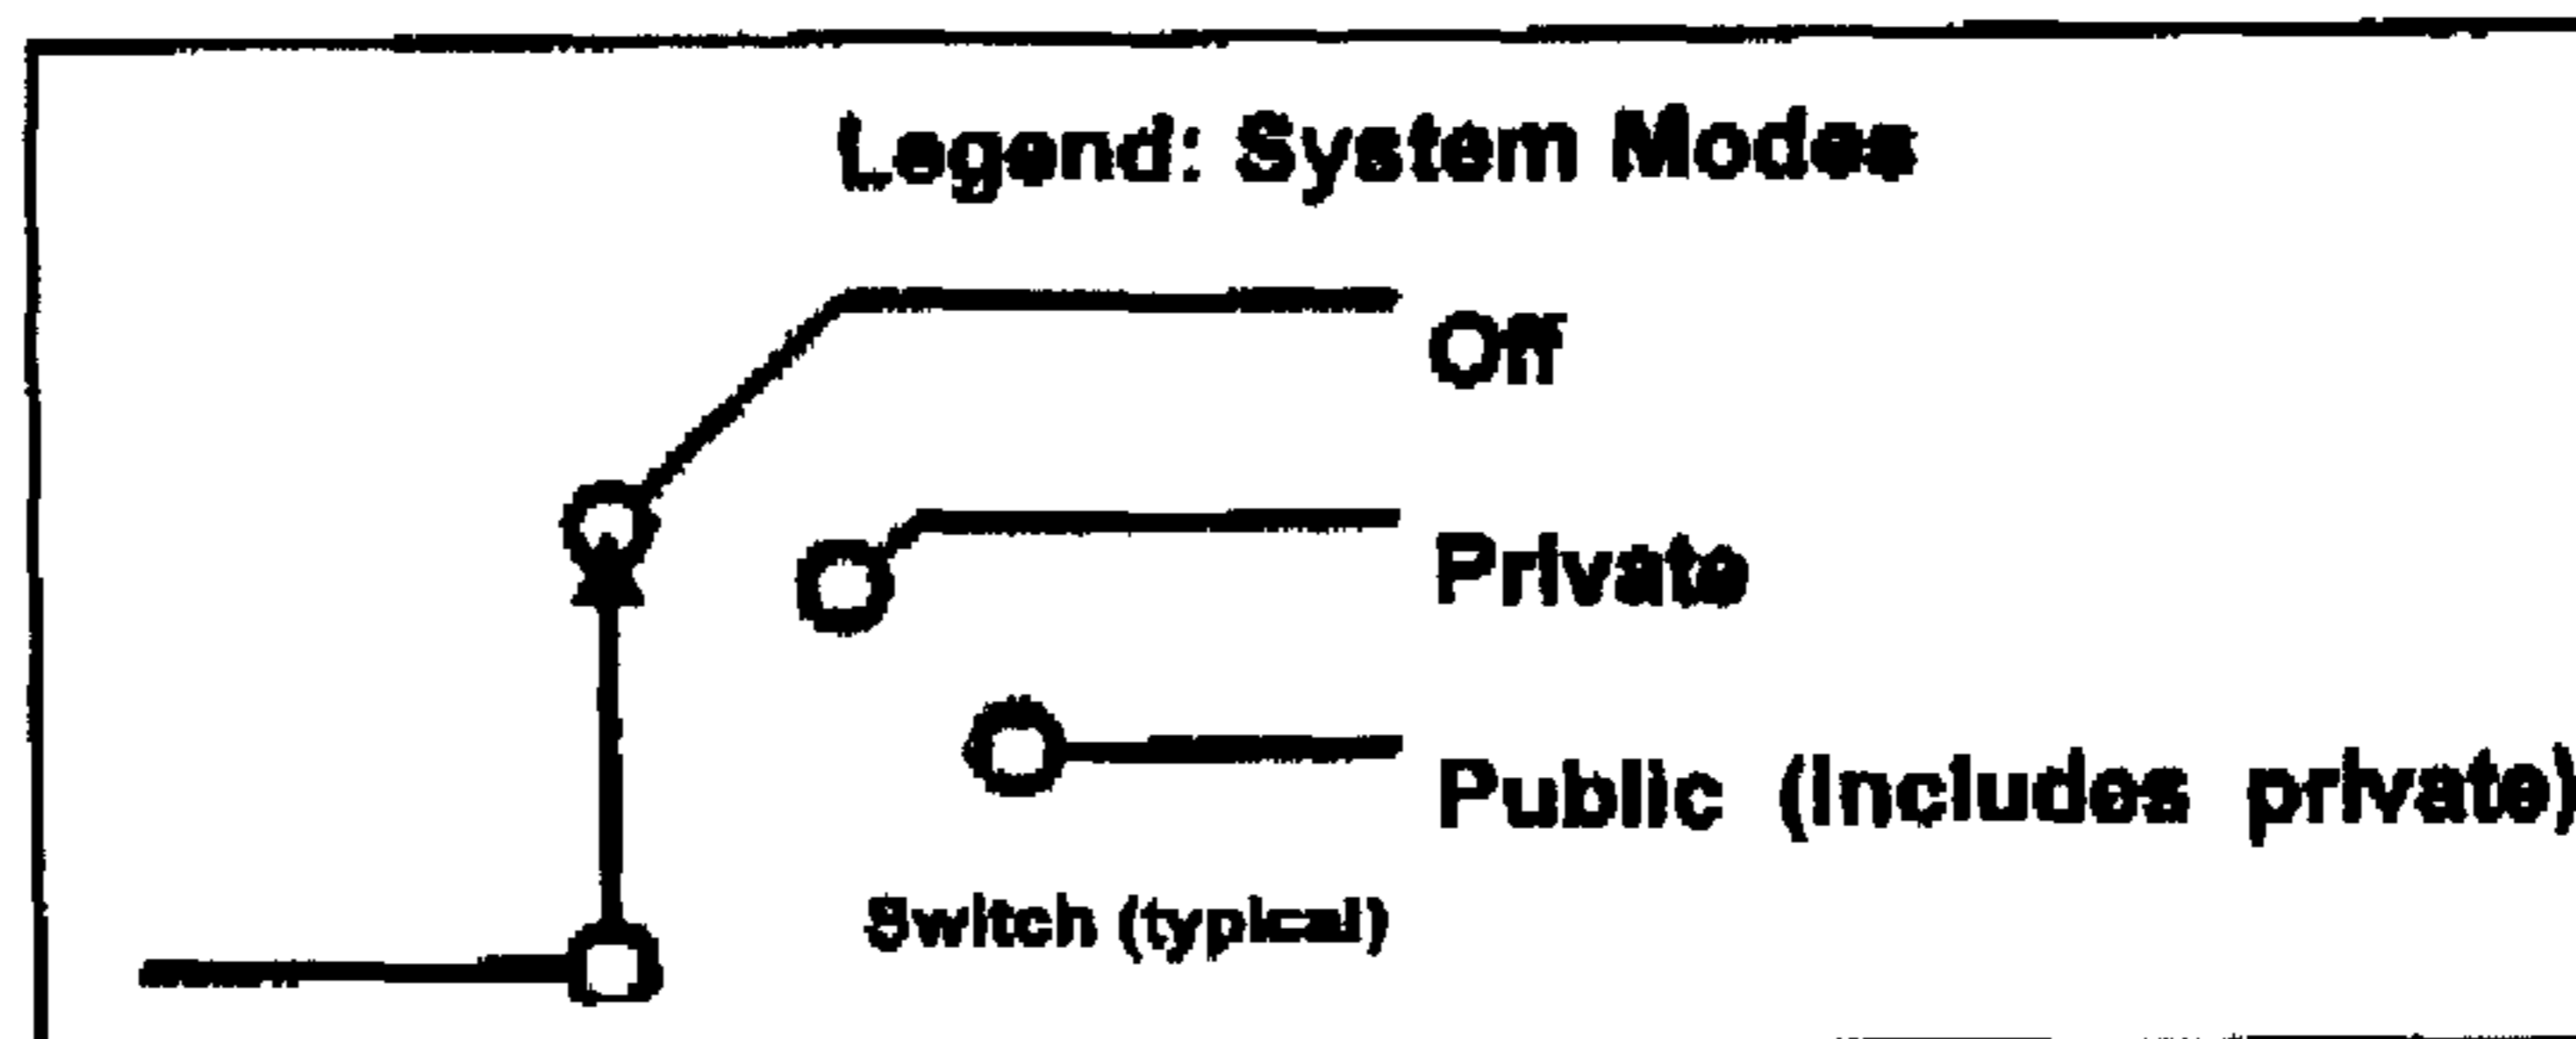 Legend: System Modes
Off
Private
Public (includes private)
Switch (typical)